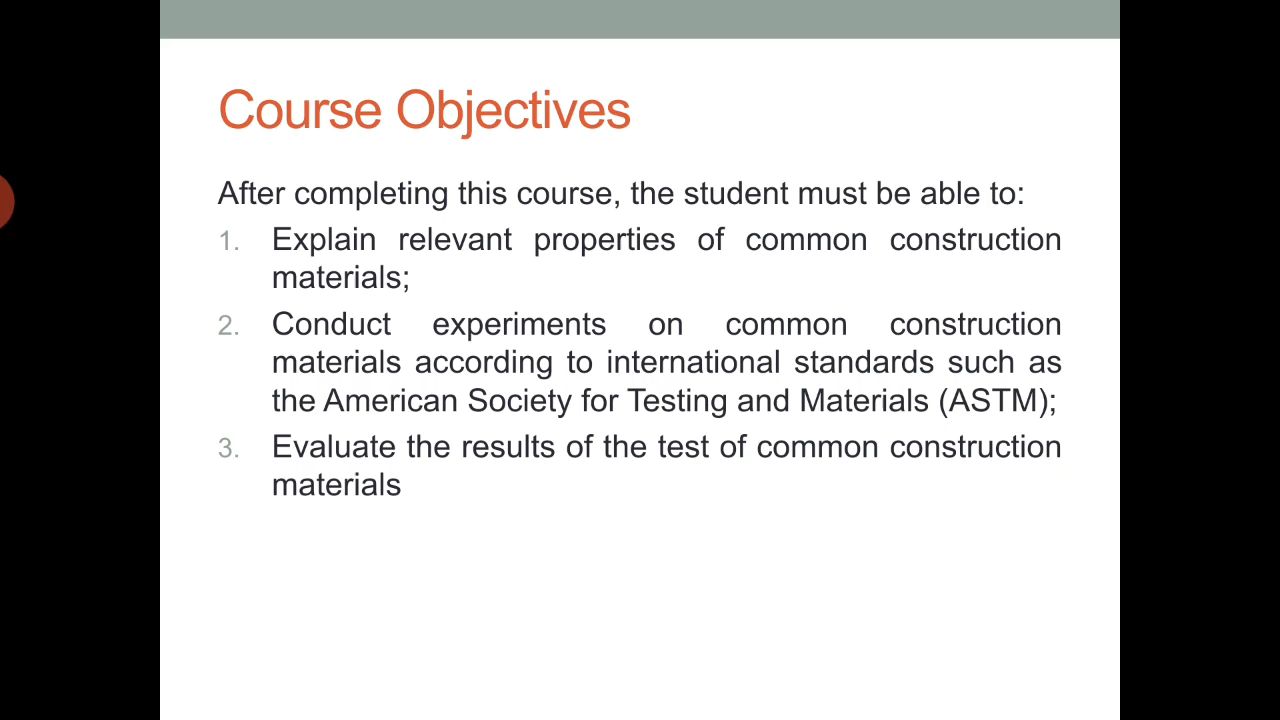 Course Objectives
After completing this course, the student must be able to:
1. Explain relevant properties of common construction
materials;
2. Conduct experiments on common construction
materials according to international standards such as
the American Society for Testing and Materials (ASTM);
3. Evaluate the results of the test of common construction
materials